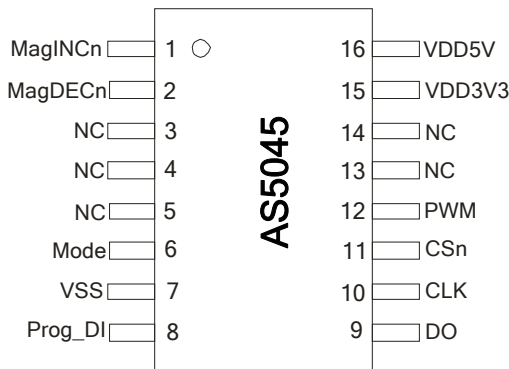 MagINCn 1 16 VDD5V
MagDECn 2 15 VDD3V3
NC 3 14 NC
NC 4 13 NC
NC 5 12 PWM
Mode 6 11 CSn
VSS 7 10 CLK
Prog_DI 8 9 DO
AS5045